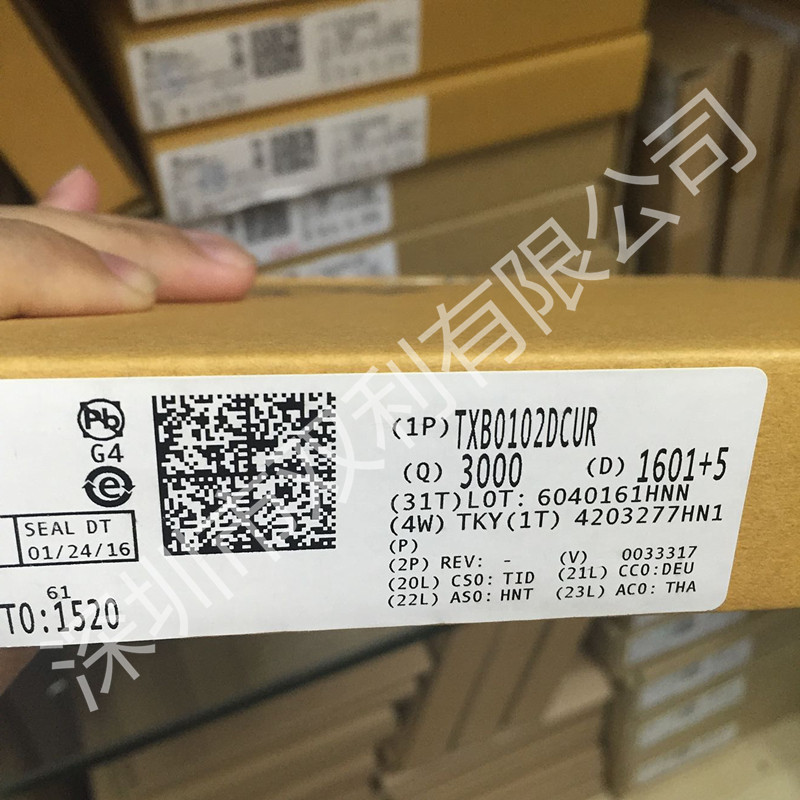 Pb
G4
e
(1P) TXB0102DCUR
(Q) 3000 (D) 1601+5
(31T) LOT: 6040161HNN
(4W) TKY(1T) 4203277HN1
(P)
(2P) REV: - (V) 0033317
(20L) CSO: TID (21L) CCO:DEU
(22L) ASO: HNT (23L) ACO: THA
SEAL DT
01/24/16
61
TO:1520
深圳市双利有限公司